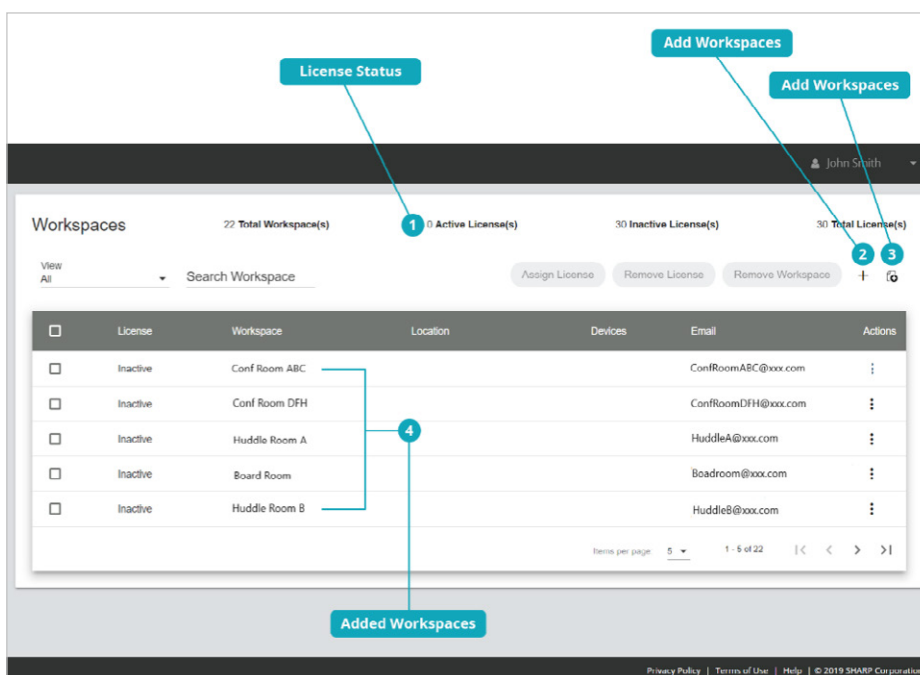 Add Workspaces
License Status
Add Workspaces
John Smith
Workspaces 22 Total Workspace(s) 1 0 Active License(s) 30 Inactive License(s) 30 Total License(s)
2 3
View
All Search Workspace Assign License Remove License Remove Workspace
License Workspace Location Devices Email Actions
Inactive Conf Room ABC ConfRoomABC@xxx.com
Inactive Conf Room DFH ConfRoomDFH@xxx.com
4
Inactive Huddle Room A HuddleA@xxx.com
Inactive Board Room Boadroom@xxx.com
Inactive Huddle Room B HuddleB@xxx.com
Items per page: 5 1 - 5 of 22
Added Workspaces
Privacy Policy | Terms of Use | Help | © 2019 SHARP Corporation